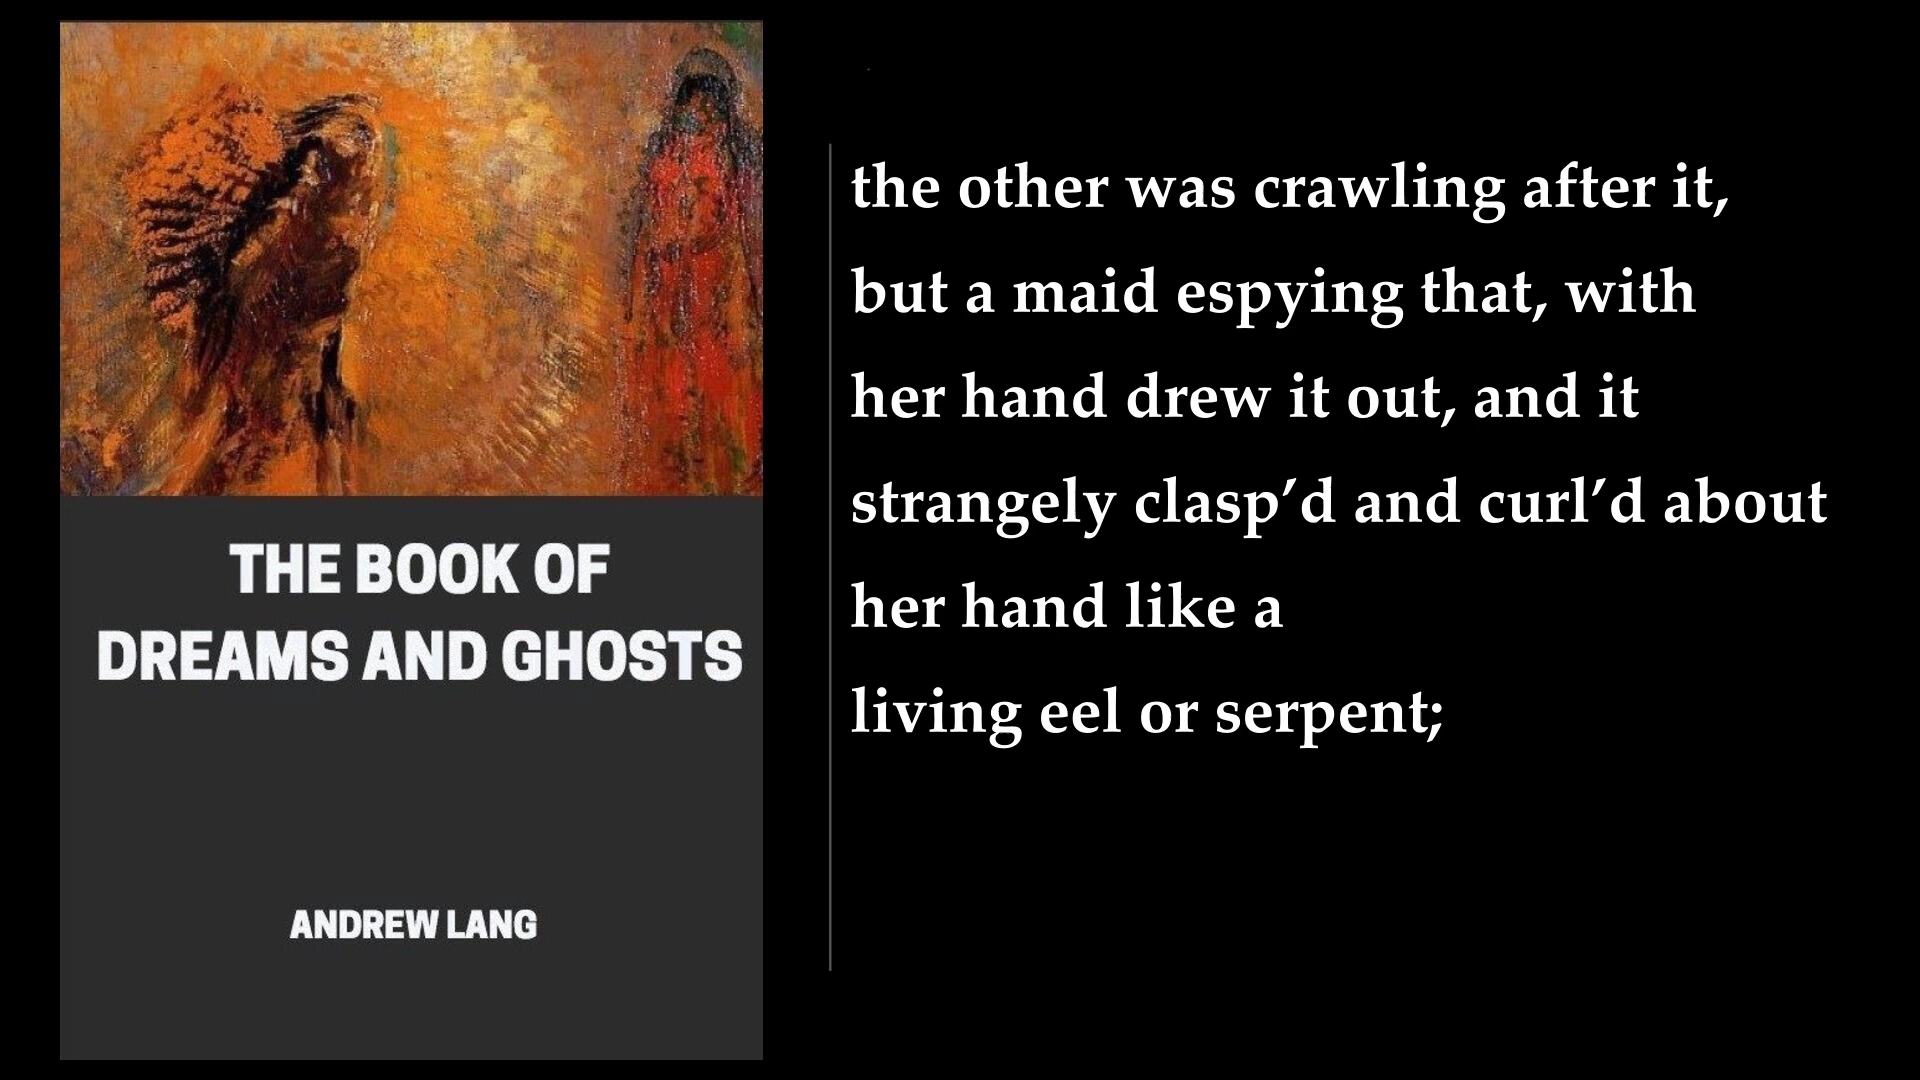 THE BOOK OF
DREAMS AND GHOSTS
ANDREW LANG
the other was crawling after it,
but a maid espying that, with
her hand drew it out, and it
strangely clasp’d and curl’d about
her hand like a
living eel or serpent;